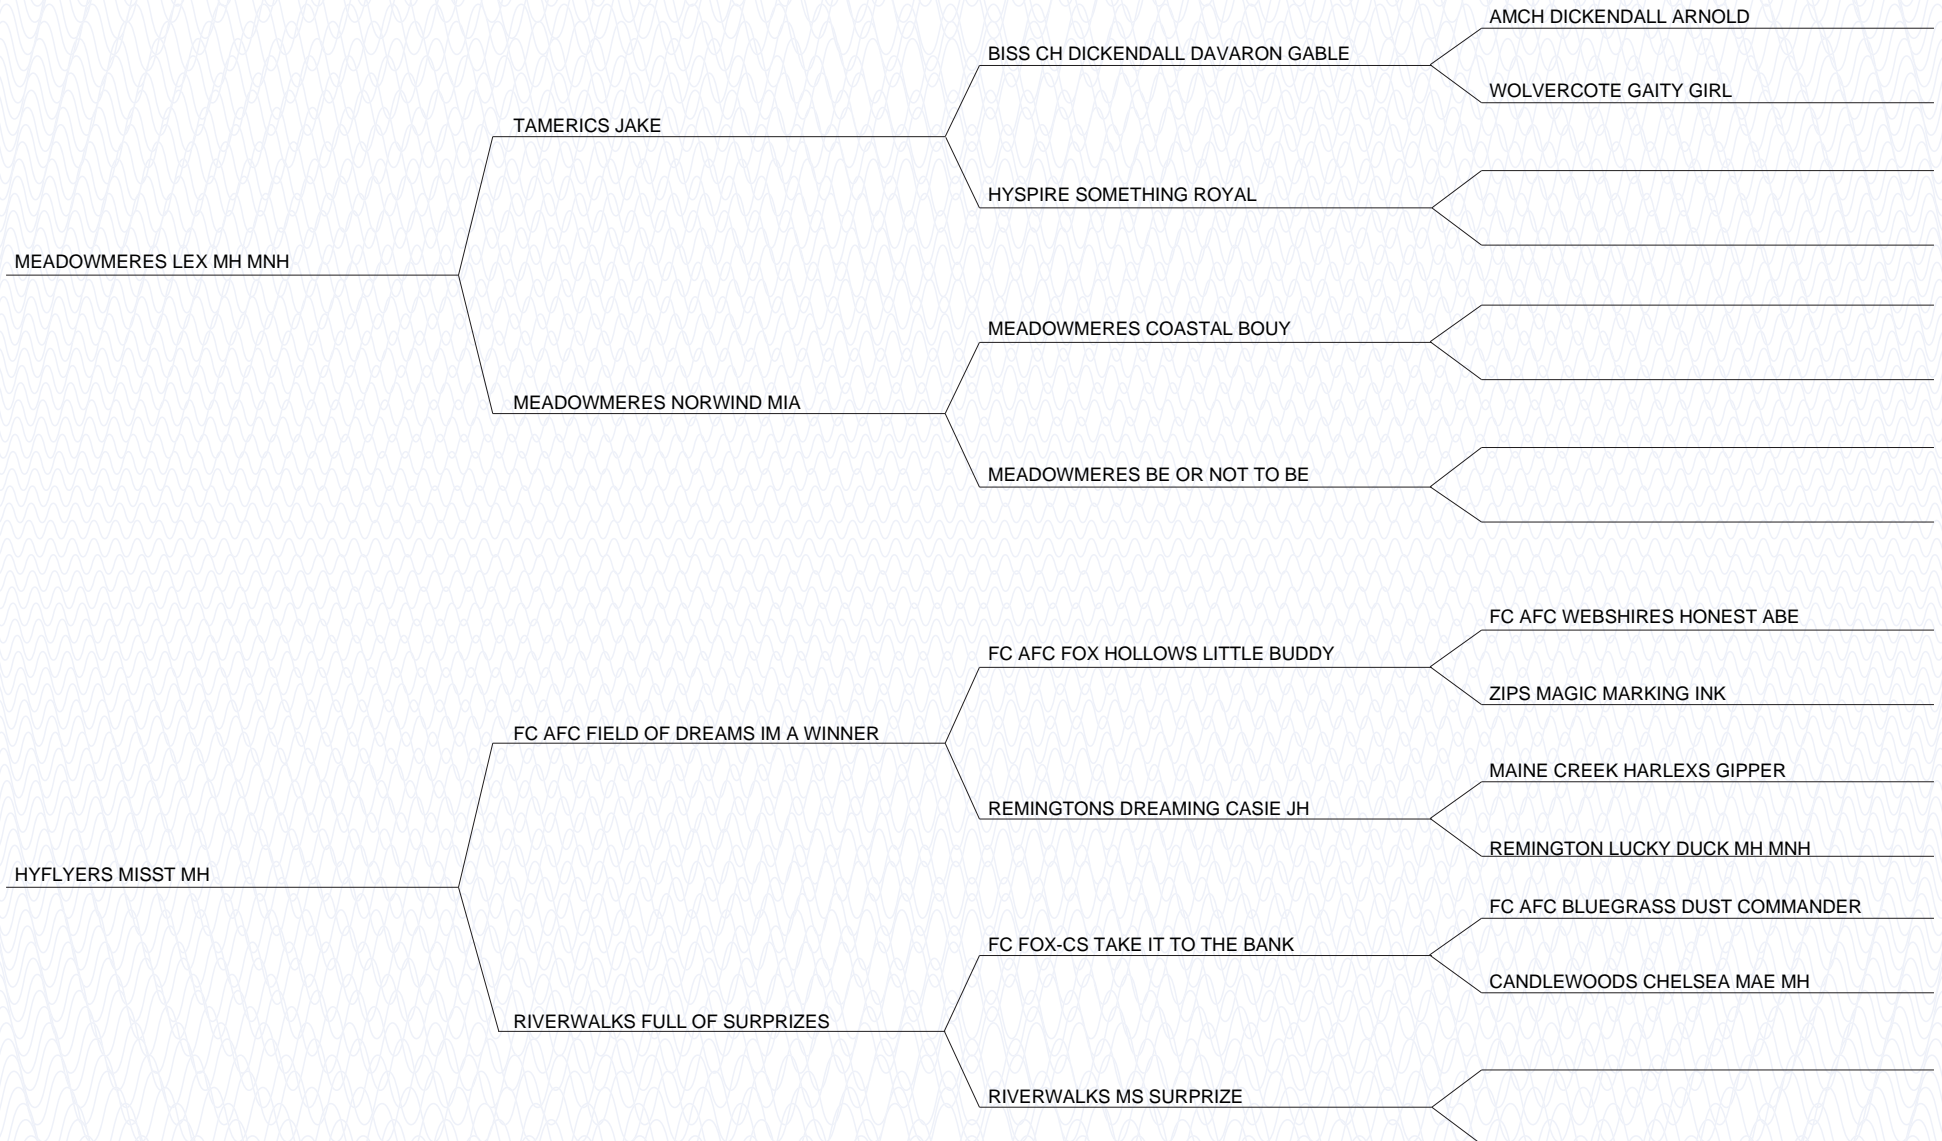 AMCH DICKENDALL ARNOLD
BISS CH DICKENDALL DAVARON GABLE
WOLVERCOTE GAITY GIRL
TAMERICS JAKE
HYSPIRE SOMETHING ROYAL
MEADOWMERES LEX MH MNH
MEADOWMERES COASTAL BOUY
MEADOWMERES NORWIND MIA
MEADOWMERES BE OR NOT TO BE
FC AFC WEBSHIRES HONEST ABE
FC AFC FOX HOLLOWS LITTLE BUDDY
ZIPS MAGIC MARKING INK
FC AFC FIELD OF DREAMS IM A WINNER
MAINE CREEK HARLEXS GIPPER
REMINGTONS DREAMING CASIE JH
REMINGTON LUCKY DUCK MH MNH
HYFLYERS MISST MH
FC AFC BLUEGRASS DUST COMMANDER
FC FOX-CS TAKE IT TO THE BANK
CANDLEWOODS CHELSEA MAE MH
RIVERWALKS FULL OF SURPRIZES
RIVERWALKS MS SURPRIZE